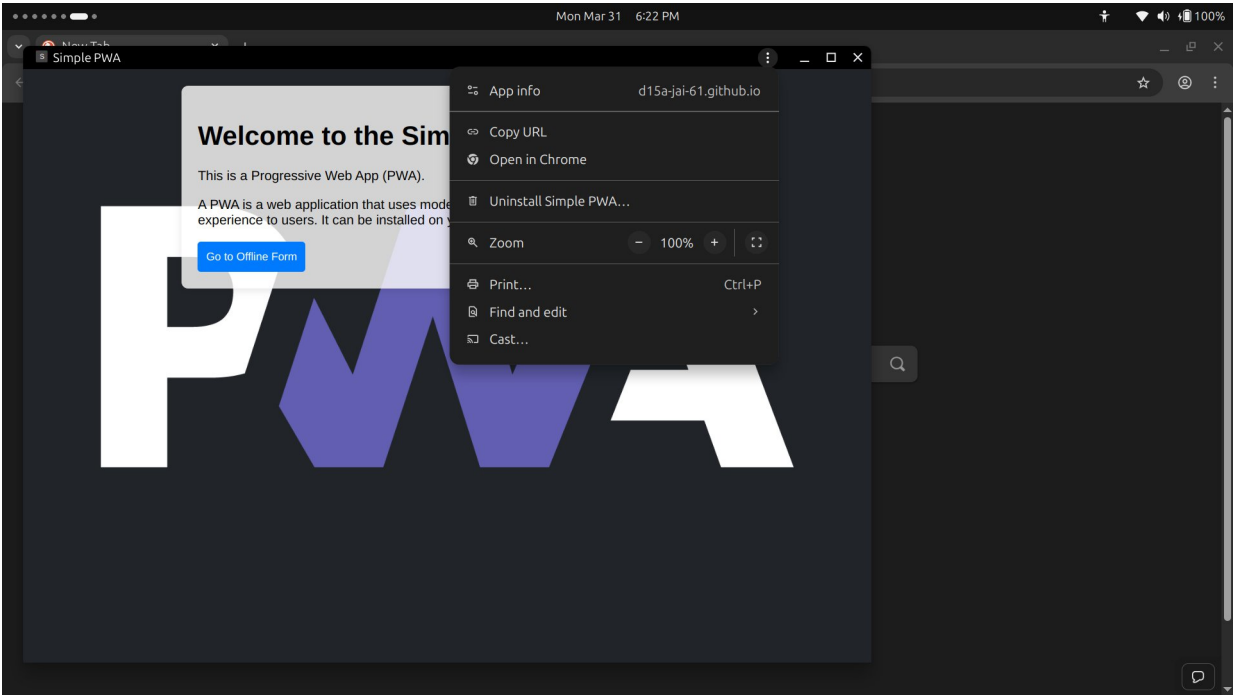 Mon Mar 31 6:22 PM
100%
New Tab
S Simple PWA
App info d15a-jai-61.github.io
Copy URL
Open in Chrome
Uninstall Simple PWA...
Zoom - 100% +
Print... Ctrl+P
Find and edit
Cast...
Welcome to the Sim
This is a Progressive Web App (PWA).
A PWA is a web application that uses mode
experience to users. It can be installed on
Go to Offline Form
PWA